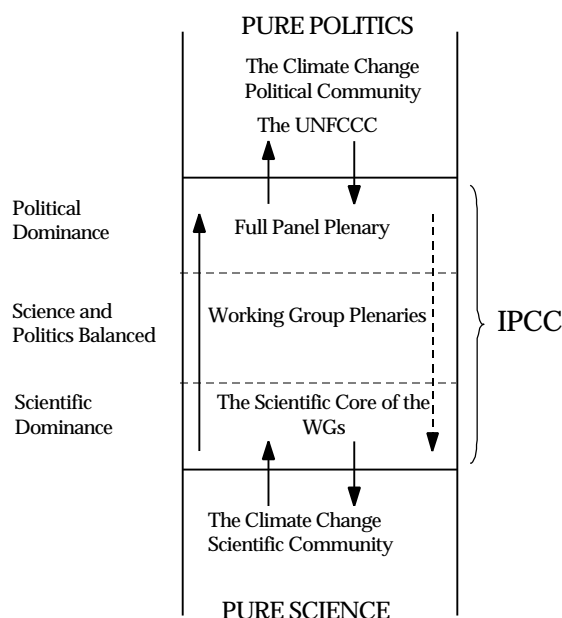 PURE POLITICS
The Climate Change
Political Community
The UNFCCC
Political
Dominance
Full Panel Plenary
Science and
Politics Balanced
Working Group Plenaries
IPCC
Scientific
Dominance
The Scientific Core of the
WGs
The Climate Change
Scientific Community
PURE SCIENCE